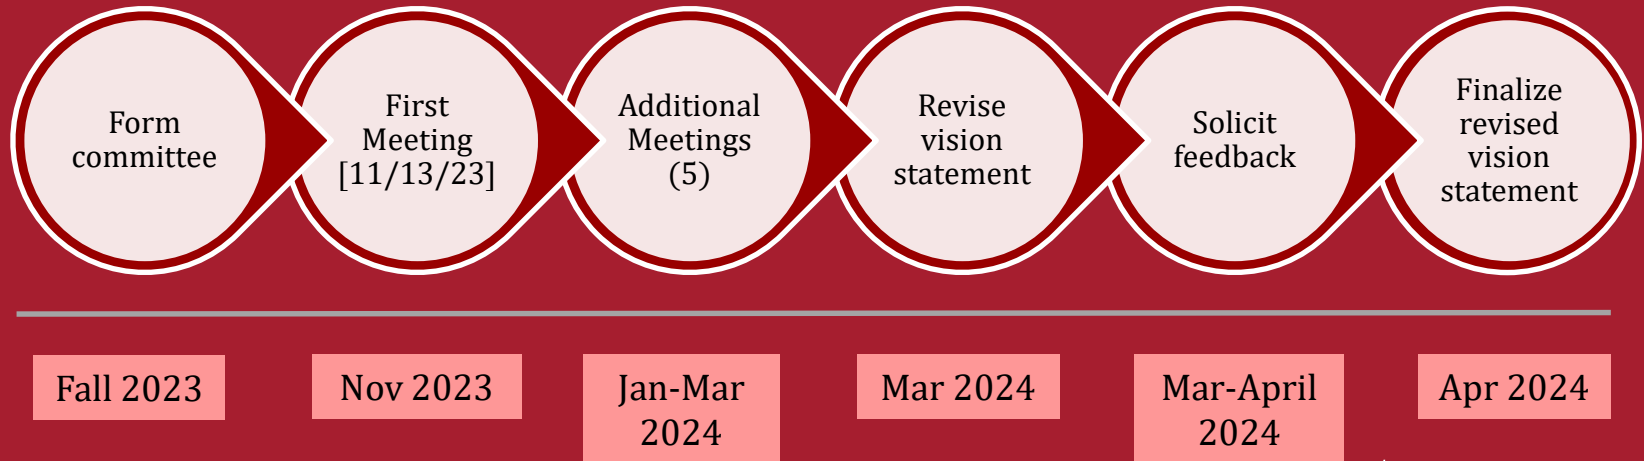 Form
committee
First
Meeting
[11/13/23]
Additional
Meetings
(5)
Revise
vision
statement
Solicit
feedback
Finalize
revised
vision
statement
Fall 2023
Nov 2023
Jan-Mar
2024
Mar 2024
Mar-April
2024
Apr 2024